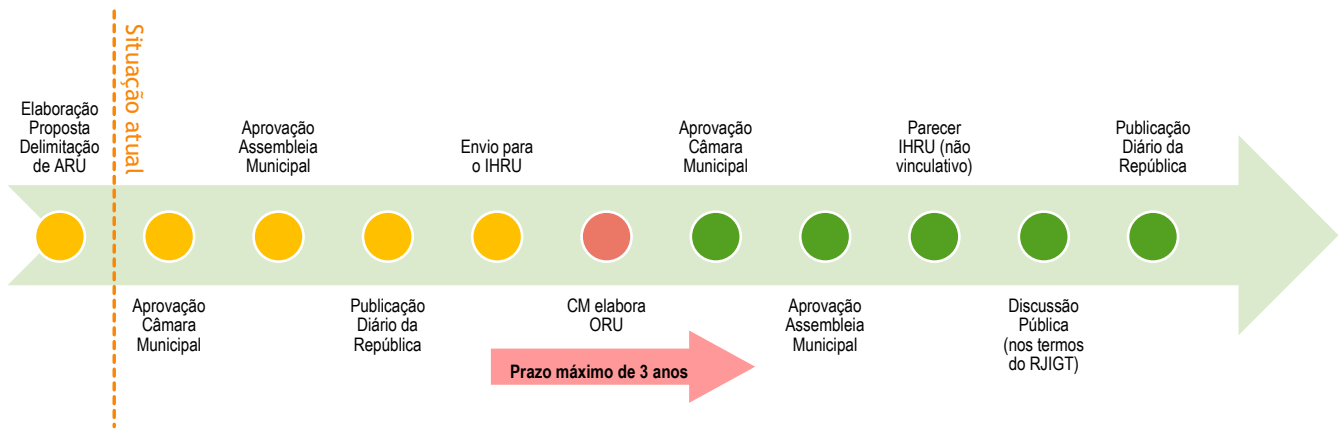 Situação atual
Elaboração
Proposta
Delimitação
de ARU
Aprovação
Câmara
Municipal
Aprovação
Assembleia
Municipal
Publicação
Diário da
República
Envio para
o IHRU
CM elabora
ORU
Prazo máximo de 3 anos
Aprovação
Câmara
Municipal
Aprovação
Assembleia
Municipal
Parecer
IHRU (não
vinculativo)
Discussão
Pública
(nos termos
do RJIGT)
Publicação
Diário da
República